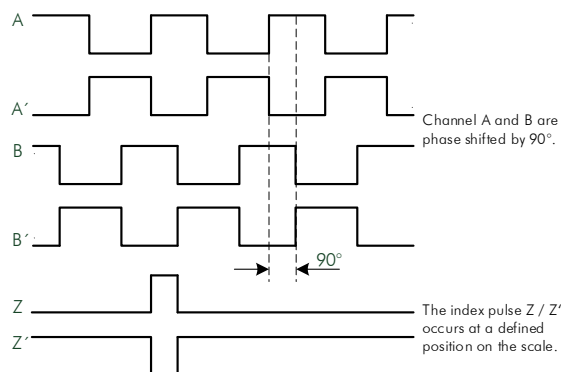 A
A´
Channel A and B are
phase shifted by 90°.
B
B´
90°
Z
The index pulse Z / Z’
occurs at a defined
position on the scale.
Z´